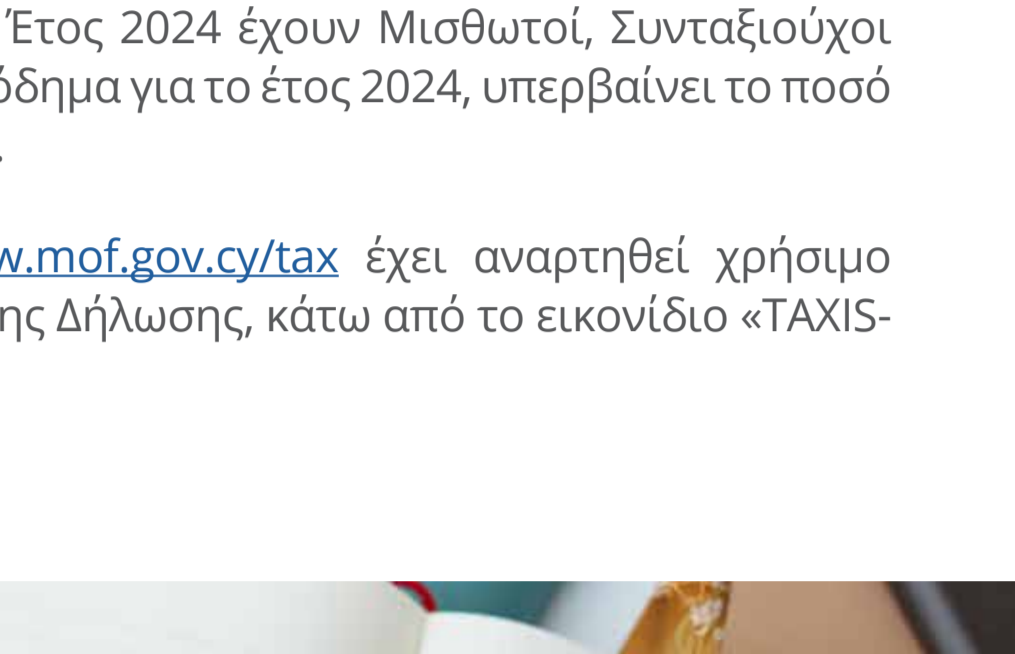 Έτος 2024 έχουν Μισθωτοί, Συνταξιούχοι
για το έτος 2024, υπερβαίνει το ποσό
.
w.mof.gov.cy/tax έχει αναρτηθεί χρήσιμο
ης Δήλωσης, κάτω από το εικονίδιο «TAXIS-